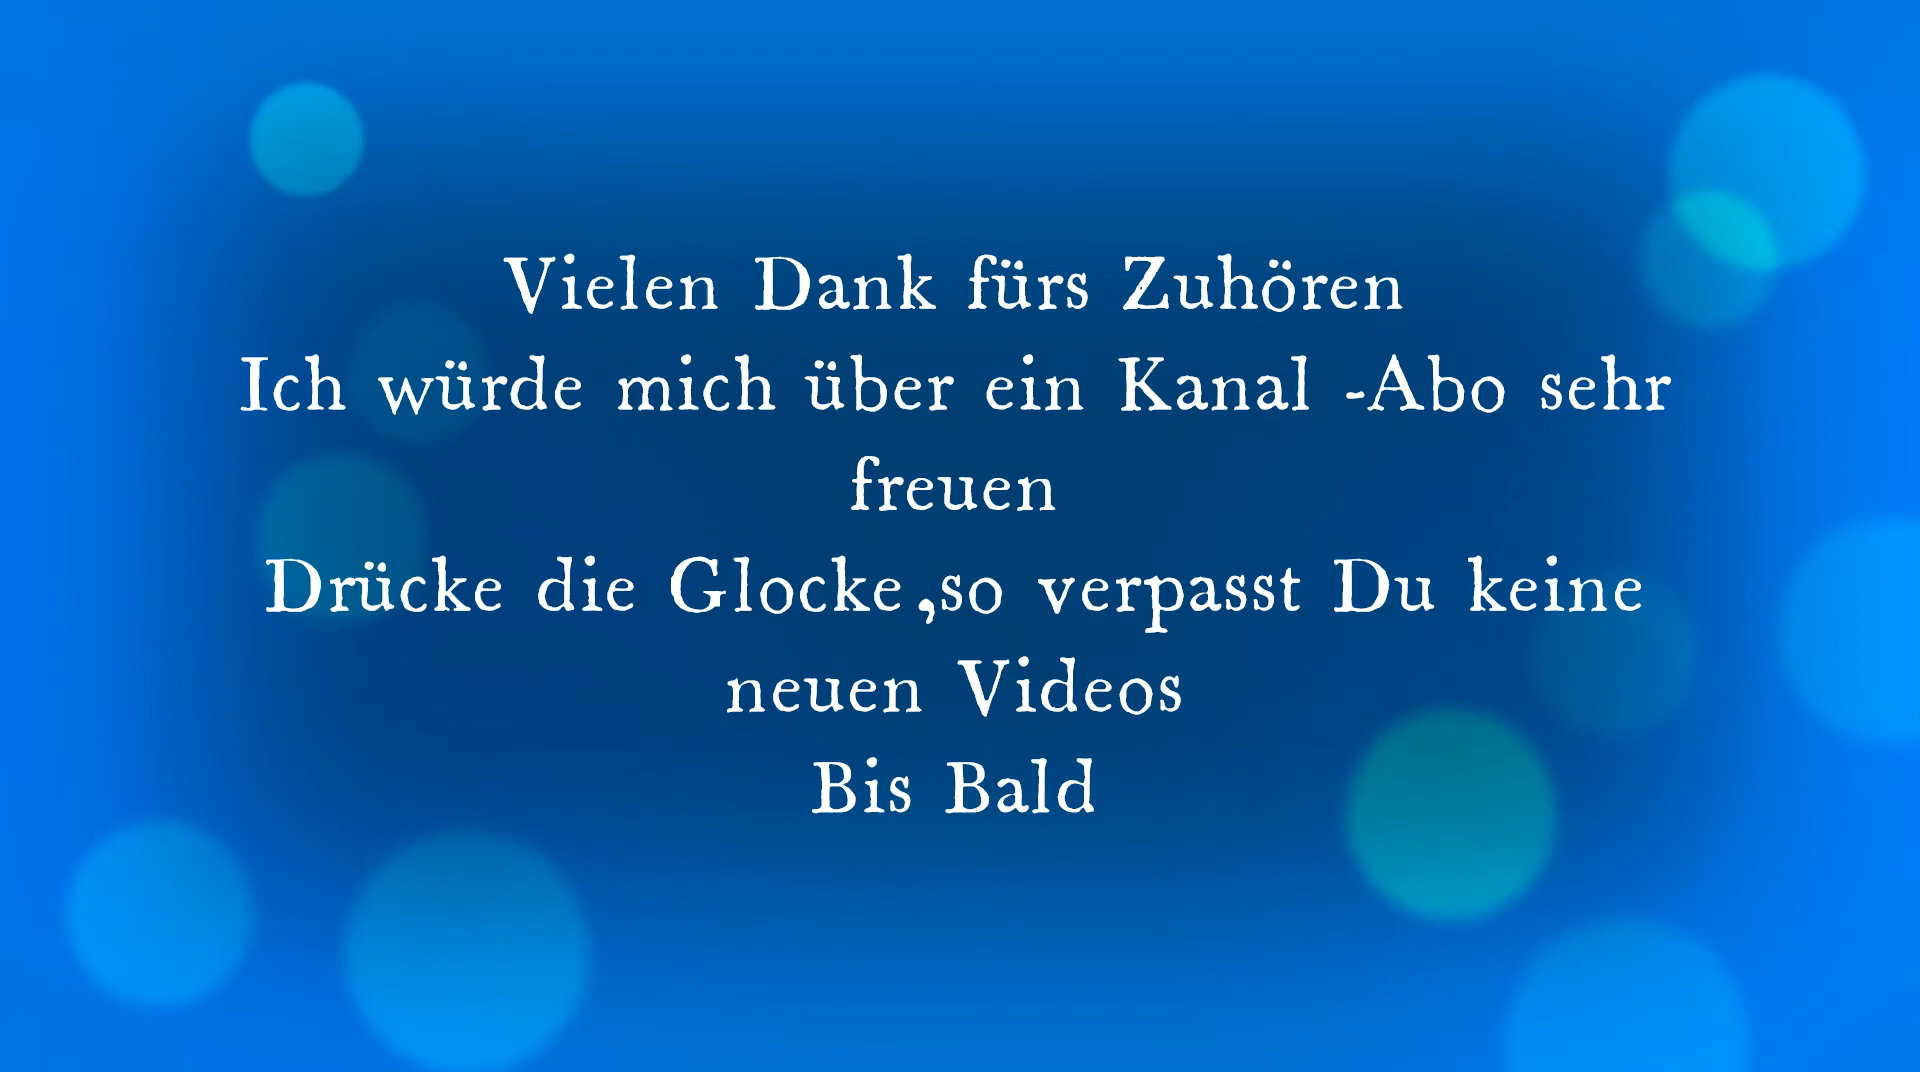 Vielen Dank fürs Zuhören
Ich würde mich über ein Kanal -Abo sehr
freuen
Drücke die Glocke ,so verpasst Du keine
neuen Videos
Bis Bald